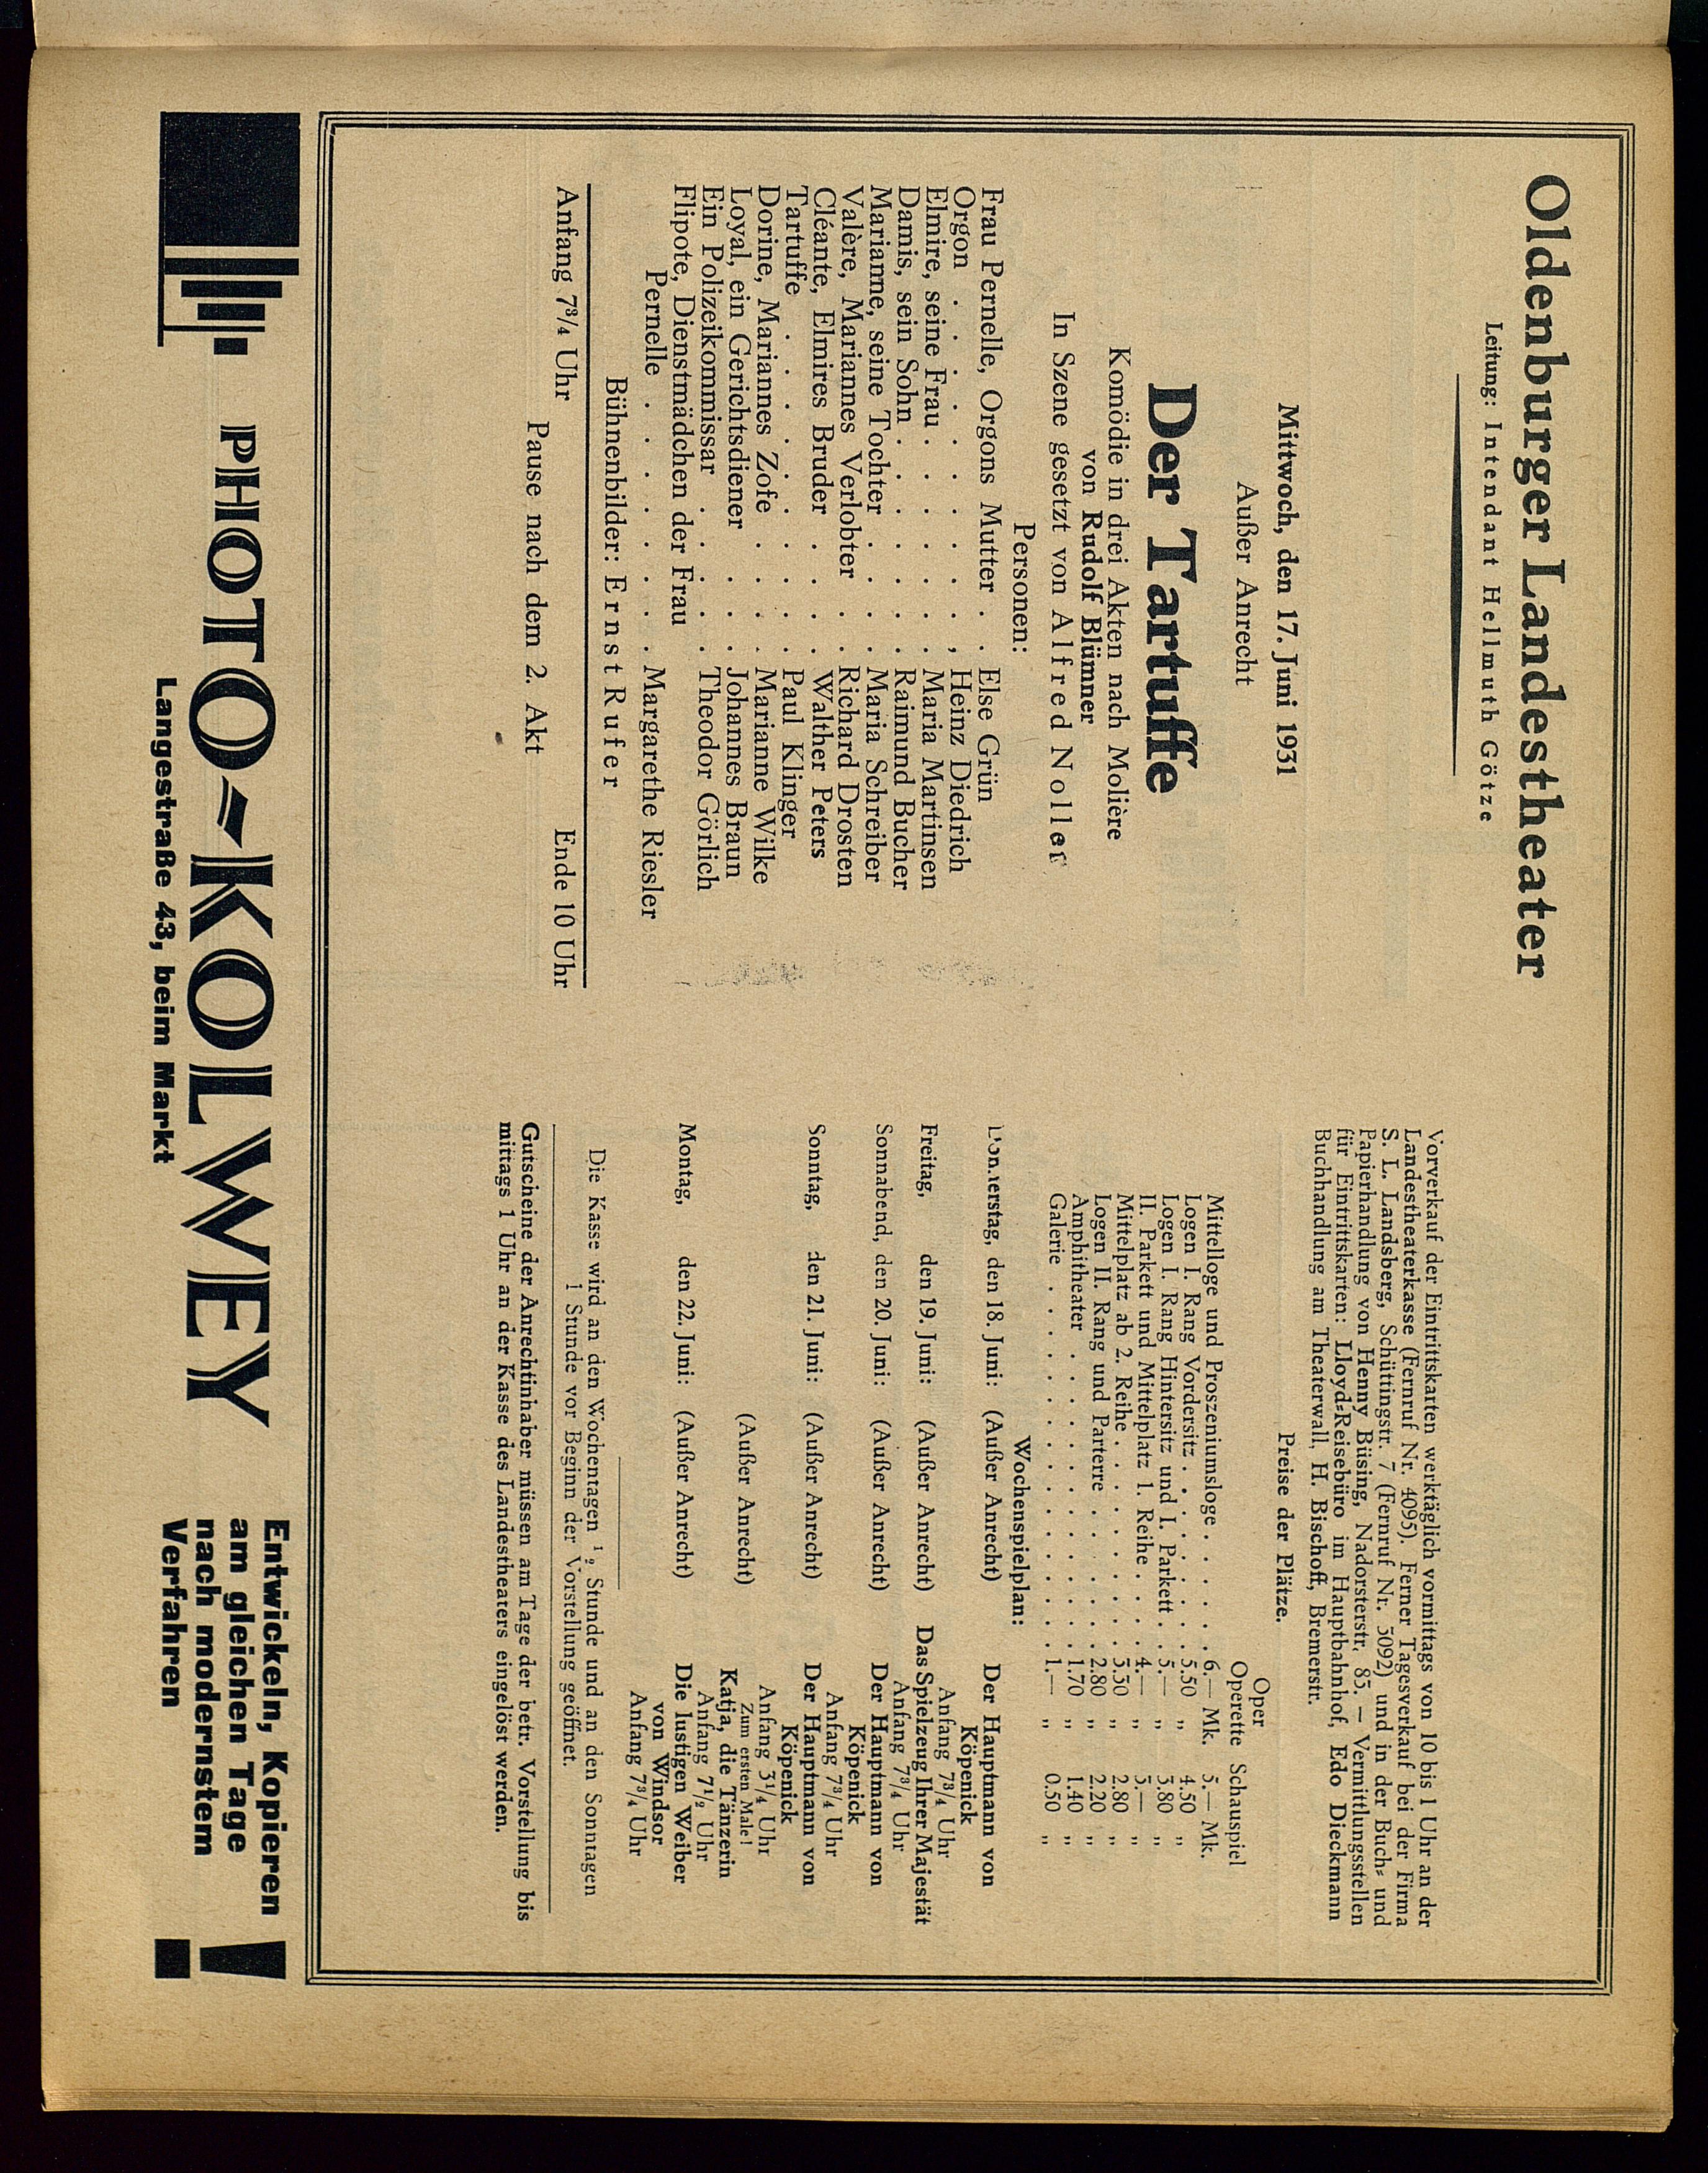 Oldenburger Landestheater
Leitung: Intendant Hellmuth Götze
Mittwoch, den 17. Juni 1931
Außer Anrecht
Der Tartuffe
Komödie in drei Akten nach Molière
von Rudolf Blümner
In Szene gesetzt von Alfred Noller
Personen:
Frau Pernelle, Orgons Mutter . . Else Grün
Orgon . . . . . . . . . , Heinz Diedrich
Elmire, seine Frau . . . . . . Maria Martinsen
Damis, sein Sohn . . . . . . Raimund Bucher
Marianne, seine Tochter . . . . Maria Schreiber
Valère, Mariannes Verlobter . . Richard Drosten
Cléante, Elmires Bruder . . . . Walther Peters
Tartuffe . . . . . . . . . Paul Klinger
Dorine, Mariannes Zofe . . . . Marianne Wilke
Loyal, ein Gerichtsdiener . . . Johannes Braun
Ein Polizeikommissar . . . . . Theodor Görlich
Flipote, Dienstmädchen der Frau
Pernelle . . . . . . . . Margarethe Riesler
Bühnenbilder: Ernst Rufer
Anfang 7¾ Uhr Ende 10 Uhr
Pause nach dem 2. Akt
Vorverkauf der Eintrittskarten werktäglich vormittags von 10 bis 1 Uhr an der
Landestheaterkasse (Fernruf Nr. 4095). Ferner Tagesverkauf bei der Firma
S. L. Landsberg, Schüttingstr. 7 (Fernruf Nr. 5092) und in der Buch- und
Papierhandlung von Henny Büsing, Nadorsterstr. 85. — Vermittlungsstellen
für Eintrittskarten: Lloyd-Reisebüro im Hauptbahnhof, Edo Dieckmann
Buchhandlung am Theaterwall, H. Bischoff, Bremerstr.
Preise der Plätze.
Oper
Operette Schauspiel
Mittelloge und Proszeniumsloge . . . . . 6.— Mk. 5.— Mk.
Logen I. Rang Vordersitz . . . . . . . 5.50 „ 4.50 „
Logen I. Rang Hintersitz und I. Parkett . . 5.— „ 3.80 „
II. Parkett und Mittelplatz 1. Reihe . . . . 4.— „ 3.— „
Mittelplatz ab 2. Reihe . . . . . . . . 3.50 „ 2.80 „
Logen II. Rang und Parterre . . . . . . 2.80 „ 2.20 „
Amphitheater . . . . . . . . . . . 1.70 „ 1.40 „
Galerie . . . . . . . . . . . . . 1.— „ 0.50 „
Wochenspielplan:
Donnerstag, den 18. Juni: (Außer Anrecht) Der Hauptmann von
Köpenick
Anfang 7¾ Uhr
Freitag, den 19. Juni: (Außer Anrecht) Das Spielzeug Ihrer Majestät
Anfang 7¾ Uhr
Sonnabend, den 20. Juni: (Außer Anrecht) Der Hauptmann von
Köpenick
Anfang 7¾ Uhr
Sonntag, den 21. Juni: (Außer Anrecht) Der Hauptmann von
Köpenick
Anfang 3¼ Uhr
Zum ersten Male!
(Außer Anrecht) Katja, die Tänzerin
Anfang 7½ Uhr
Montag, den 22. Juni: (Außer Anrecht) Die lustigen Weiber
von Windsor
Anfang 7¾ Uhr
Die Kasse wird an den Wochentagen ½ Stunde und an den Sonntagen
1 Stunde vor Beginn der Vorstellung geöffnet.
Gutscheine der Anrechtinhaber müssen am Tage der betr. Vorstellung bis
mittags 1 Uhr an der Kasse des Landestheaters eingelöst werden.
PHOTO-KOLWEY
Langestraße 43, beim Markt
Entwickeln, Kopieren
am gleichen Tage
nach modernstem
Verfahren !